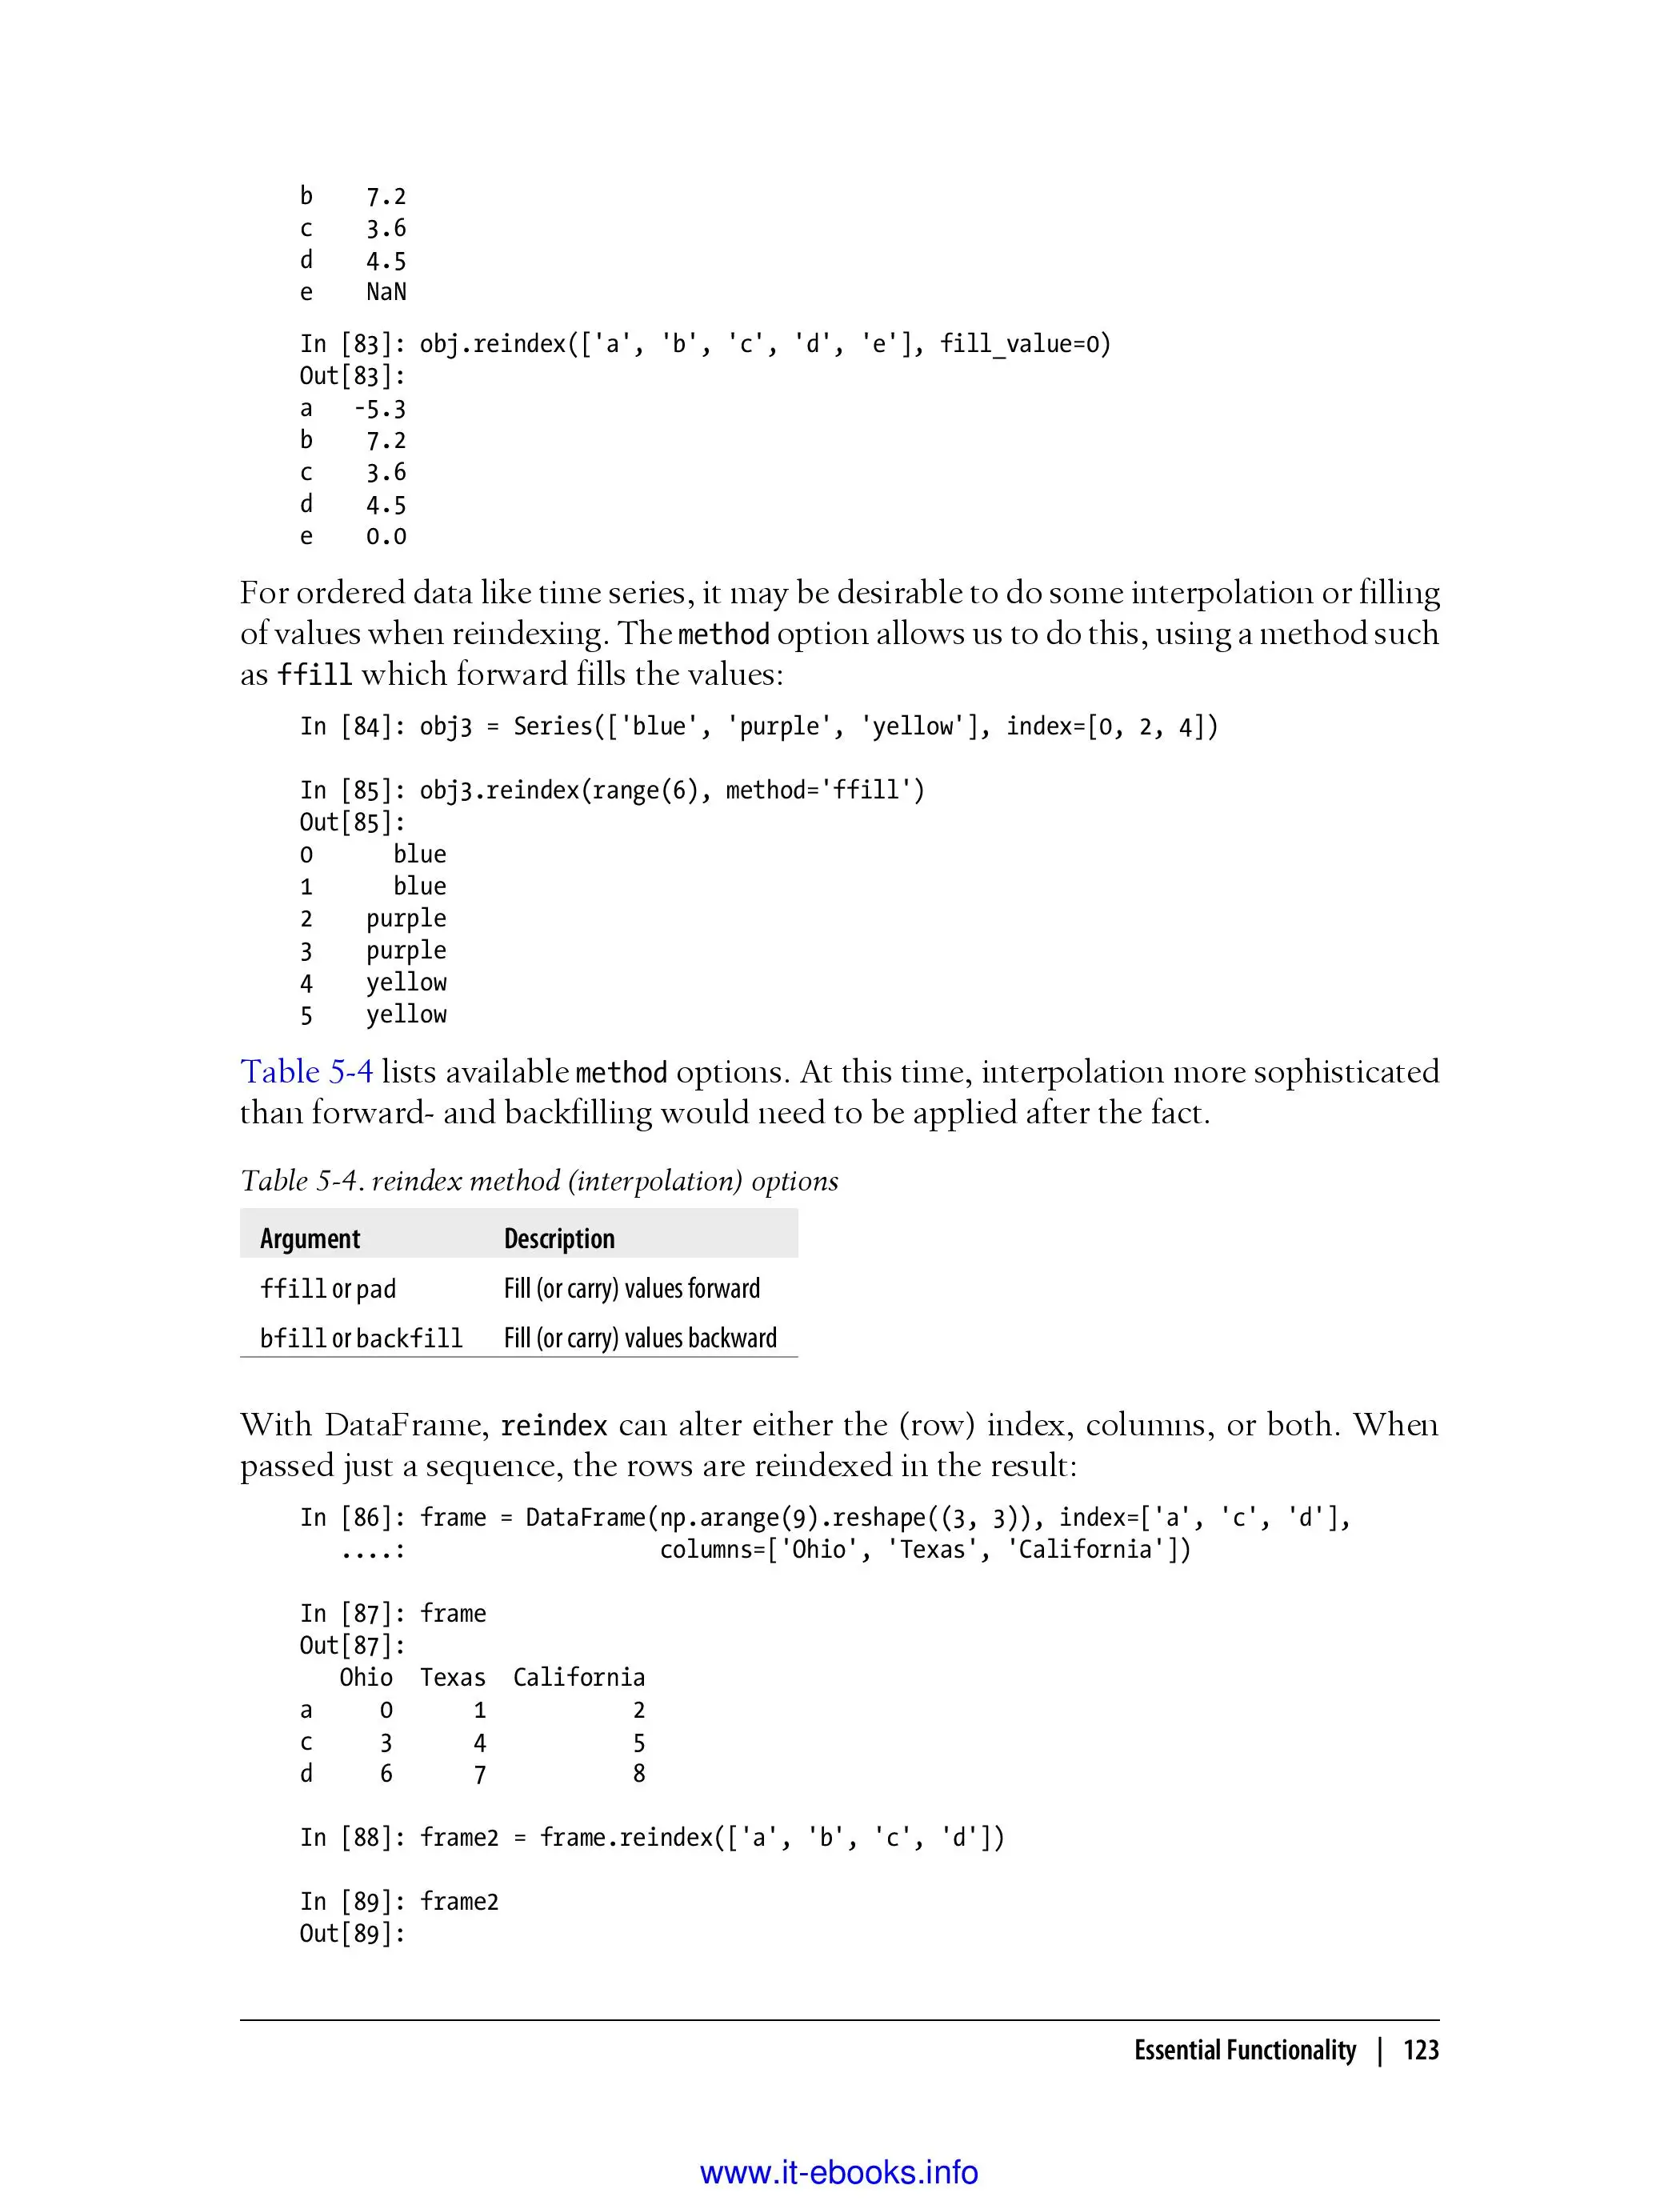 b    7.2
c    3.6
d    4.5
e    NaN
In [83]: obj.reindex(['a', 'b', 'c', 'd', 'e'], fill_value=0)
Out[83]:
a   -5.3
b    7.2
c    3.6
d    4.5
e    0.0
For ordered data like time series, it may be desirable to do some interpolation or filling
of values when reindexing. The method option allows us to do this, using a method such
as ffill which forward fills the values:
In [84]: obj3 = Series(['blue', 'purple', 'yellow'], index=[0, 2, 4])
In [85]: obj3.reindex(range(6), method='ffill')
Out[85]:
0      blue
1      blue
2    purple
3    purple
4    yellow
5    yellow
Table 5-4 lists available method options. At this time, interpolation more sophisticated
than forward- and backfilling would need to be applied after the fact.
Table 5-4. reindex method (interpolation) options
Argument    Description
ffill or pad    Fill (or carry) values forward
bfill or backfill    Fill (or carry) values backward
With DataFrame, reindex can alter either the (row) index, columns, or both. When
passed just a sequence, the rows are reindexed in the result:
In [86]: frame = DataFrame(np.arange(9).reshape((3, 3)), index=['a', 'c', 'd'],
   ....:                   columns=['Ohio', 'Texas', 'California'])
In [87]: frame
Out[87]:
   Ohio  Texas  California
a     0      1           2
c     3      4           5
d     6      7           8
In [88]: frame2 = frame.reindex(['a', 'b', 'c', 'd'])
In [89]: frame2
Out[89]:
Essential Functionality | 123
www.it-ebooks.info